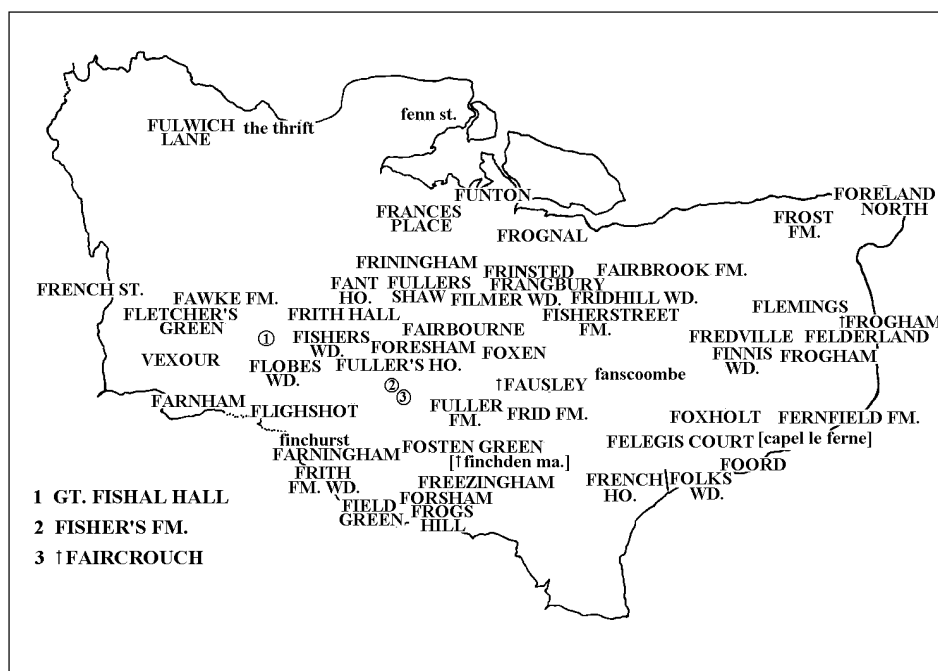 fenn st.
FULWICH
LANE
the thrift
FUNTON
FORELAND
NORTH
FRANCES
PLACE
FROST
FM.
FROGNAL
FRININGHAM
FRINSTED
FAIRBROOK FM.
FRENCH ST.
FAWKE FM.
FANT
HO.
FULLERS
SHAW
FRANGBURY
FILMER WD.
FRIDHILL WD.
FLETCHER'S
GREEN
FRITH HALL
FISHERSTREET
FM.
FLEMINGS
↑FROGHAM
1
FISHERS
WD.
FAIRBOURNE
FORESHAM
FOXEN
FREDVILLE
FELDERLAND
FINNIS
WD.
FROGHAM
VEXOUR
FLOBES
WD.
FULLER'S HO.
fanscoombe
2
3
↑FAUSLEY
FARNHAM
FLIGHSHOT
FULLER
FM.
FRID FM.
FOXHOLT
FERNFIELD FM.
finchurst
FARNINGHAM
FOSTEN GREEN
FELEGIS COURT
[capel le ferne]
[↑finchden ma.]
FOORD
FRITH
FM. WD.
FREEZINGHAM
FRENCH
HO.
FOLKS
WD.
FORSHAM
FIELD
GREEN
FROGS
HILL
1 GT. FISHAL HALL
2 FISHER'S FM.
3 ↑FAIRCROUCH